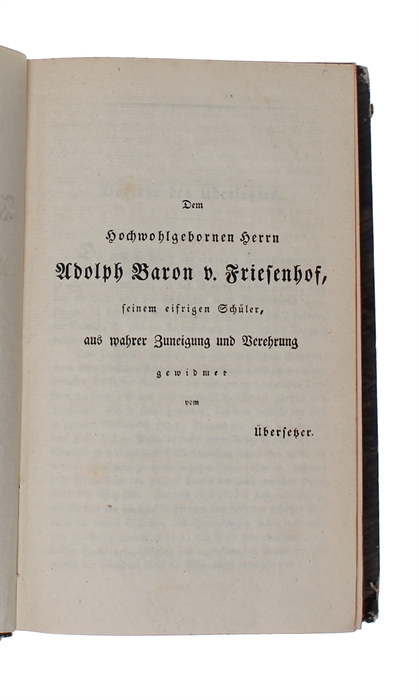 Dem
Hochwohlgebornen Herrn
Adolph Baron v. Friesenhof,
seinem eifrigen Schüler,
aus wahrer Zuneigung und Verehrung
gewidmet
vom
Übersetzer.